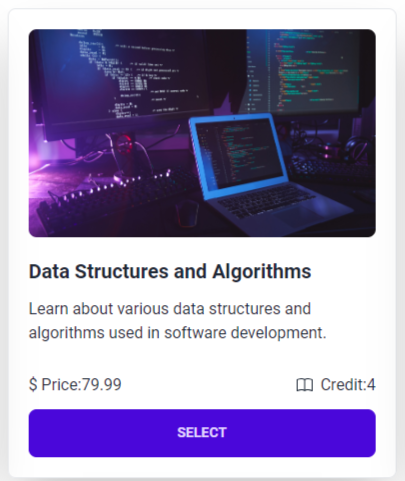 Data Structures and Algorithms
Learn about various data structures and
algorithms used in software development.
$ Price:79.99
Credit:4
SELECT